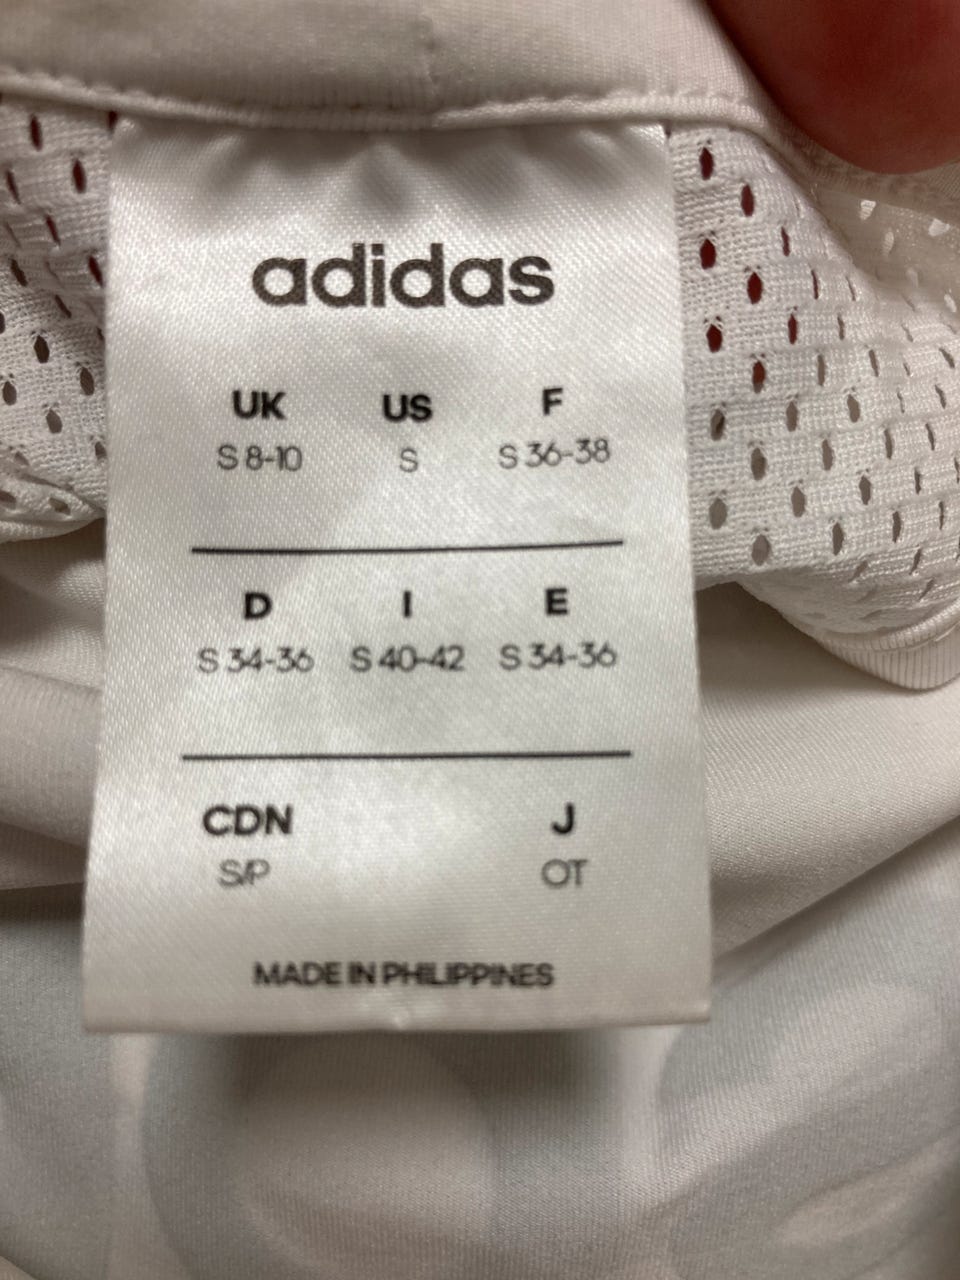 adidas
UK US F
S 8-10 S S 36-38
D I E
S 34-36 S 40-42 S 34-36
CDN J
S/P OT
MADE IN PHILIPPINES